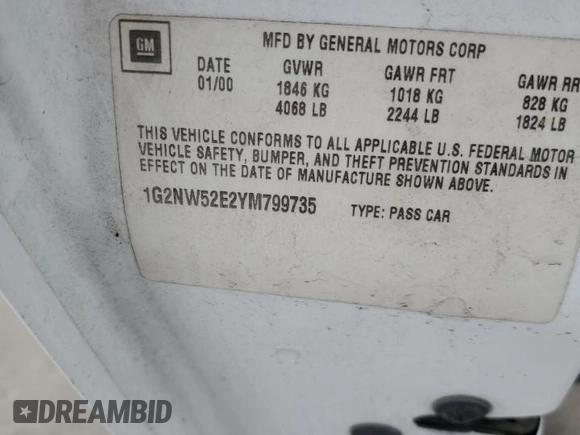 GM
MFD BY GENERAL MOTORS CORP
DATE GVWR GAWR FRT GAWR RR
01/00 1846 KG 1018 KG 828 KG
4068 LB 2244 LB 1824 LB
THIS VEHICLE CONFORMS TO ALL APPLICABLE U.S. FEDERAL MOTOR
VEHICLE SAFETY, BUMPER, AND THEFT PREVENTION STANDARDS IN
EFFECT ON THE DATE OF MANUFACTURE SHOWN ABOVE.
1G2NW52E2YM799735 TYPE: PASS CAR
DREAMBID